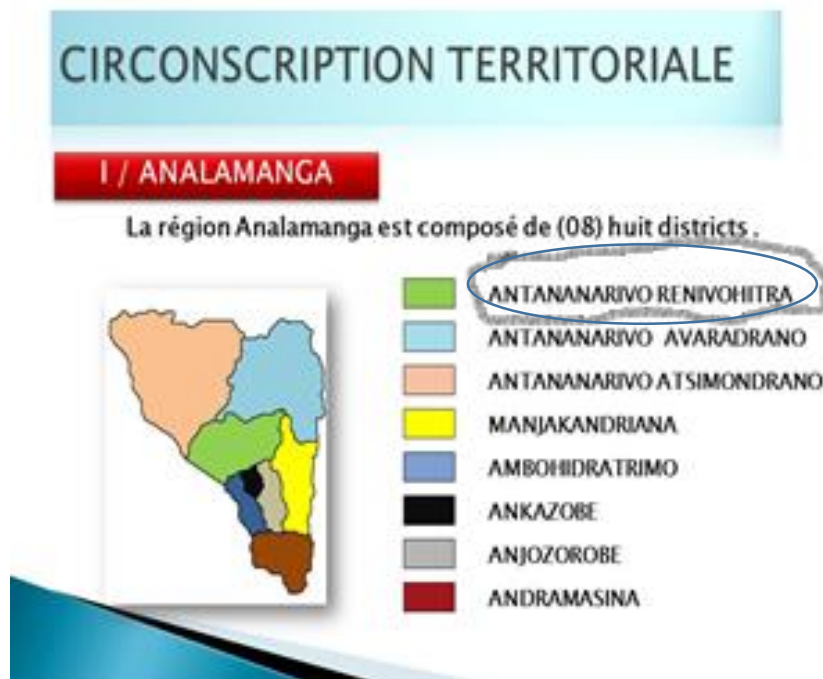 CIRCONSCRIPTION TERRITORIALE
I / ANALAMANGA
La région Analamanga est composé de (08) huit districts .
ANTANANARIVO RENIVOHITRA
ANTANANARIVO AVARADRANO
ANTANANARIVO ATSIMONDRANO
MANJAKANDRIANA
AMBOHIDRATRIMO
ANKAZOBE
ANJOZOROBE
ANDRAMASINA